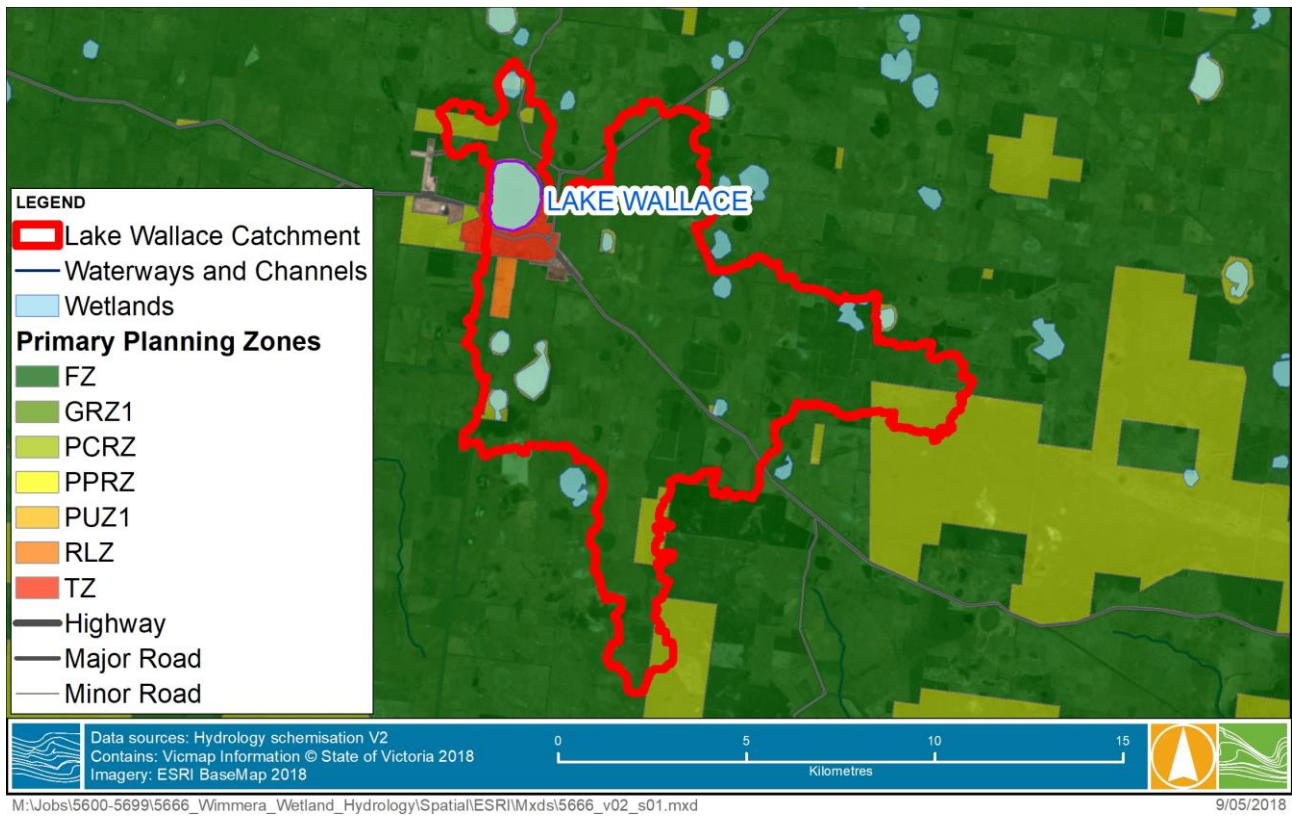 LAKE WALLACE
LEGEND
Lake Wallace Catchment
Waterways and Channels
Wetlands
Primary Planning Zones
FZ
GRZ1
PCRZ
PPRZ
PUZ1
RLZ
TZ
Highway
Major Road
Minor Road
Data sources: Hydrology schemisation V2
Contains: Vicmap Information © State of Victoria 2018
Imagery: ESRI BaseMap 2018
0 5 10 15
Kilometres
M:\Jobs\5600-5699\5666_Wimmera_Wetland_Hydrology\Spatial\ESRI\Mxds\5666_v02_s01.mxd
9/05/2018